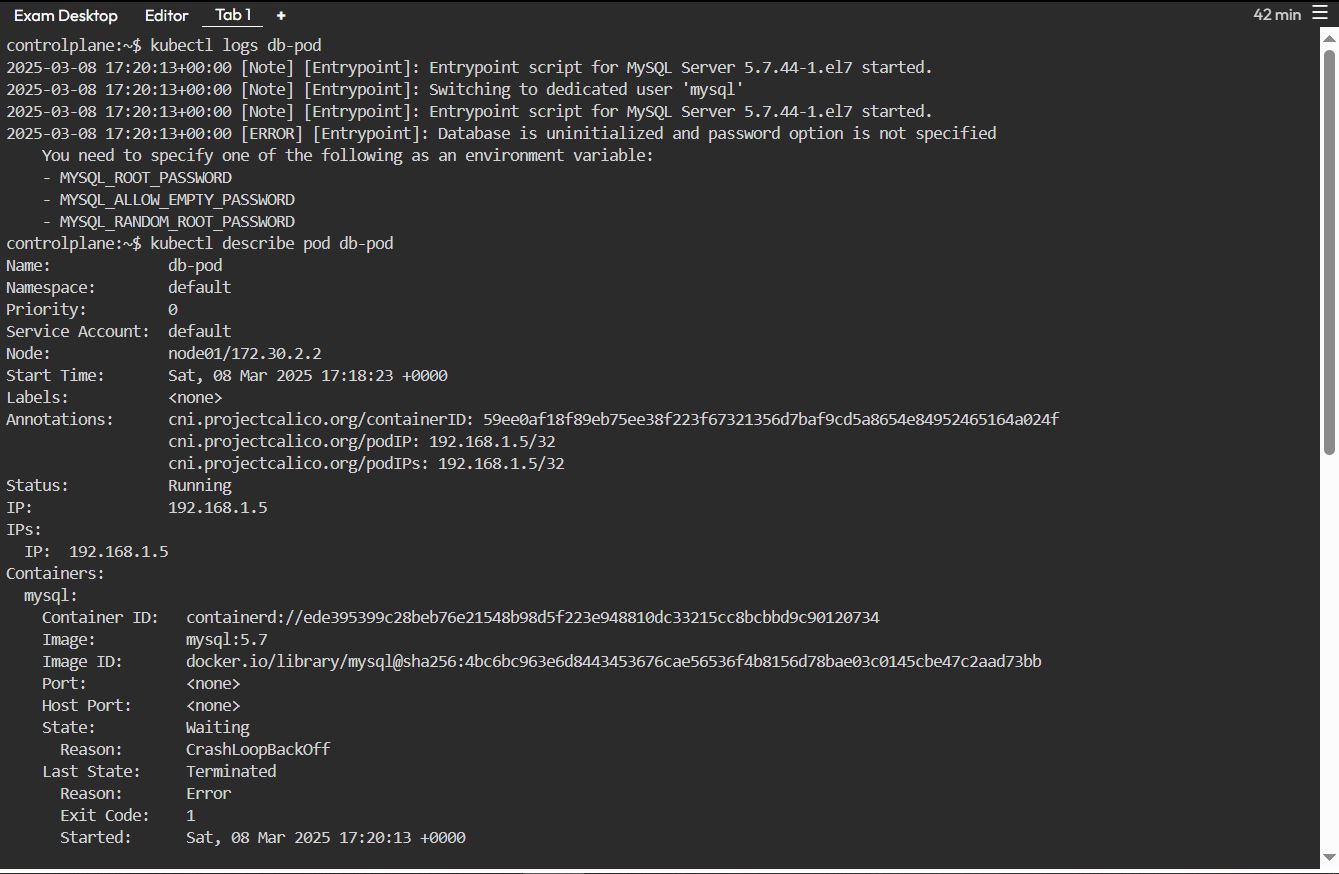 Exam Desktop Editor Tab 1 + 42 min
controlplane:~$ kubectl logs db-pod
2025-03-08 17:20:13+00:00 [Note] [Entrypoint]: Entrypoint script for MySQL Server 5.7.44-1.el7 started.
2025-03-08 17:20:13+00:00 [Note] [Entrypoint]: Switching to dedicated user 'mysql'
2025-03-08 17:20:13+00:00 [Note] [Entrypoint]: Entrypoint script for MySQL Server 5.7.44-1.el7 started.
2025-03-08 17:20:13+00:00 [ERROR] [Entrypoint]: Database is uninitialized and password option is not specified
    You need to specify one of the following as an environment variable:
    - MYSQL_ROOT_PASSWORD
    - MYSQL_ALLOW_EMPTY_PASSWORD
    - MYSQL_RANDOM_ROOT_PASSWORD
controlplane:~$ kubectl describe pod db-pod
Name:             db-pod
Namespace:        default
Priority:         0
Service Account:  default
Node:             node01/172.30.2.2
Start Time:       Sat, 08 Mar 2025 17:18:23 +0000
Labels:           <none>
Annotations:      cni.projectcalico.org/containerID: 59ee0af18f89eb75ee38f223f67321356d7baf9cd5a8654e84952465164a024f
                  cni.projectcalico.org/podIP: 192.168.1.5/32
                  cni.projectcalico.org/podIPs: 192.168.1.5/32
Status:           Running
IP:               192.168.1.5
IPs:
  IP:  192.168.1.5
Containers:
  mysql:
    Container ID:   containerd://ede395399c28beb76e21548b98d5f223e948810dc33215cc8bcbbd9c90120734
    Image:          mysql:5.7
    Image ID:       docker.io/library/mysql@sha256:4bc6bc963e6d8443453676cae56536f4b8156d78bae03c0145cbe47c2aad73bb
    Port:           <none>
    Host Port:      <none>
    State:          Waiting
      Reason:       CrashLoopBackOff
    Last State:     Terminated
      Reason:       Error
      Exit Code:    1
      Started:      Sat, 08 Mar 2025 17:20:13 +0000